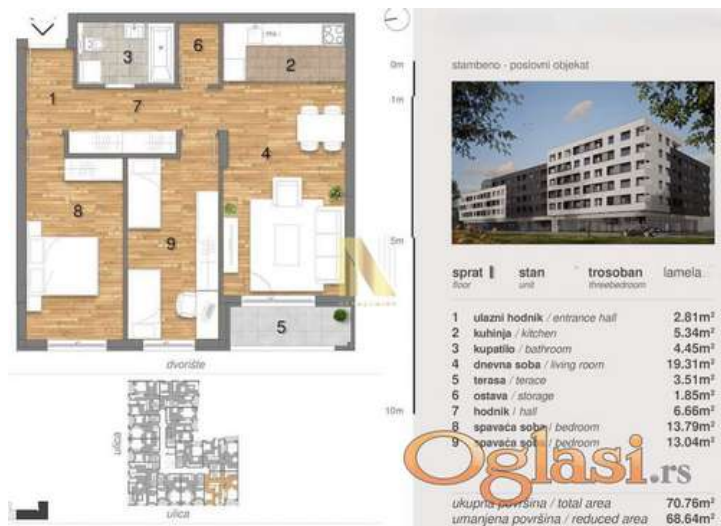 3
6
2
1
7
4
8
9
5
dvorište
ulica
ulica
0m
1m
5m
10m
stambeno - poslovni objekat
sprat stan trosoban lamela
floor unit threebedroom
1 ulazni hodnik / entrance hall 2.81m²
2 kuhinja / kitchen 5.34m²
3 kupatilo / bathroom 4.45m²
4 dnevna soba / living room 19.31m²
5 terasa / terace 3.51m²
6 ostava / storage 1.85m²
7 hodnik / hall 6.66m²
8 spavaća soba / bedroom 13.79m²
9 spavaća soba / bedroom 13.04m²
Oglasi.rs
ukupna površina / total area 70.76m²
umanjena površina / reduced area 68.64m²